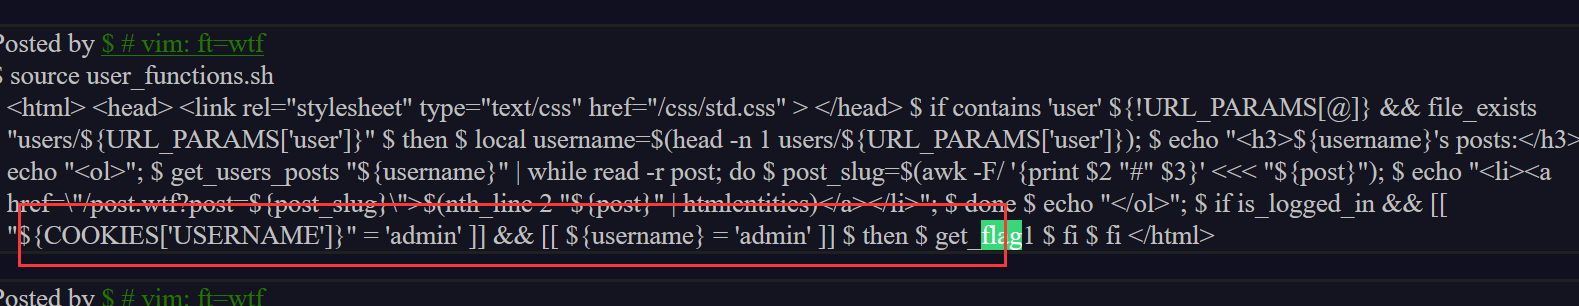 Posted by $ # vim: ft=wtf
$ source user_functions.sh
<html> <head> <link rel="stylesheet" type="text/css" href="/css/std.css" > </head> $ if contains 'user' ${!URL_PARAMS[@]} && file_exists
"users/${URL_PARAMS['user']}" $ then $ local username=$(head -n 1 users/${URL_PARAMS['user']}); $ echo "<h3>${username}'s posts:</h3>
echo "<ol>"; $ get_users_posts "${username}" | while read -r post; do $ post_slug=$(awk -F/ '{print $2 "#" $3}' <<< "${post}"); $ echo "<li><a
href=\"/post.wtf?post=${post_slug}\">$(nth_line 2 "${post}" | htmlentities)</a></li>"; $ done $ echo "</ol>"; $ if is_logged_in && [[
"${COOKIES['USERNAME']}" = 'admin' ]] && [[ ${username} = 'admin' ]] $ then $ get_flag1 $ fi $ fi </html>
Posted by $ # vim: ft=wtf